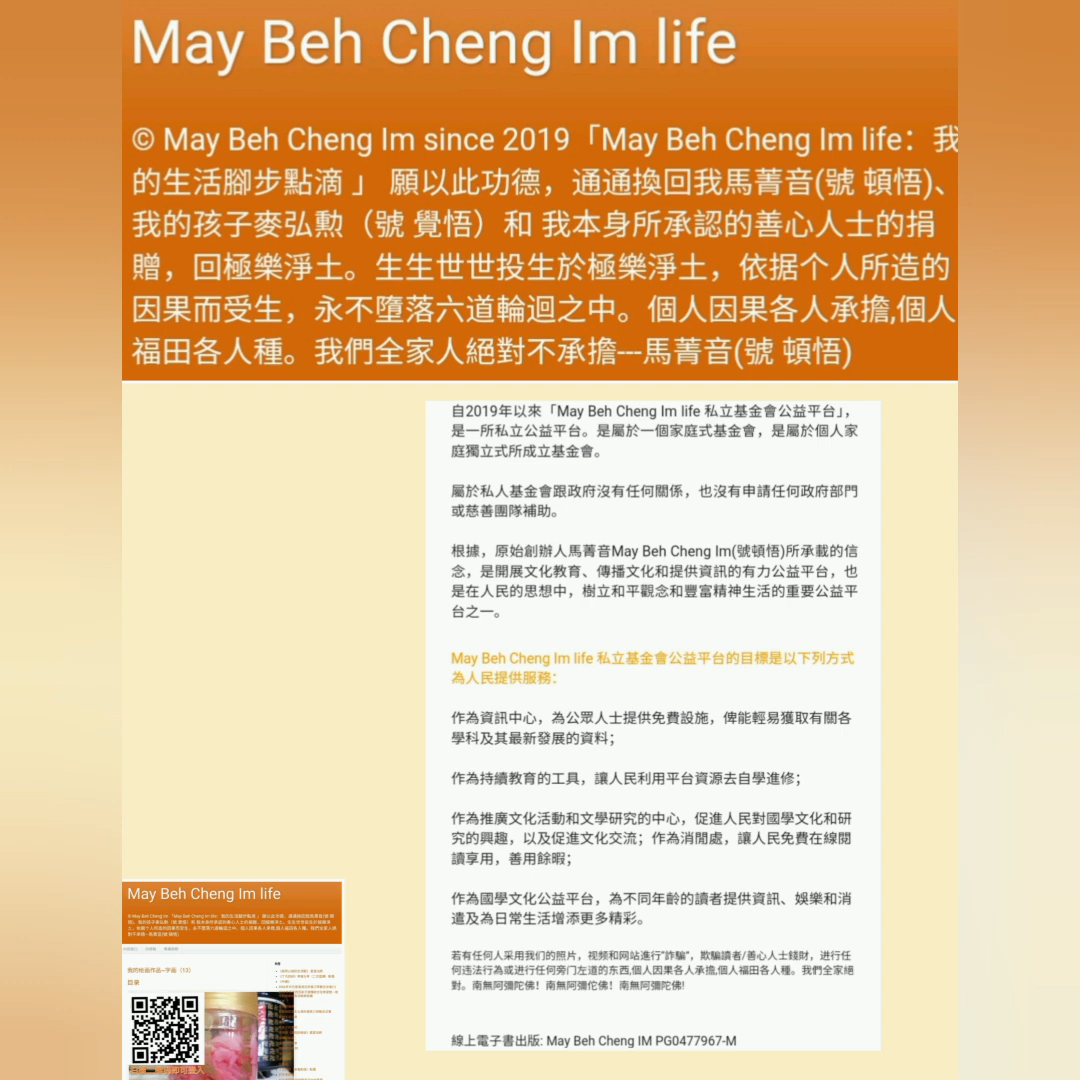 May Beh Cheng Im life
© May Beh Cheng Im since 2019「May Beh Cheng Im life：我
的生活腳步點滴 」 願以此功德，通通換回我馬菁音(號 頓悟)、
我的孩子麥弘勲（號 覺悟）和 我本身所承認的善心人士的捐
贈，回極樂淨土。生生世世投生於極樂淨土，依据个人所造的
因果而受生，永不墮落六道輪迴之中。個人因果各人承擔,個人
福田各人種。我們全家人絕對不承擔---馬菁音(號 頓悟)
自2019年以來「May Beh Cheng Im life 私立基金會公益平台」，
是一所私立公益平台。是屬於一個家庭式基金會，是屬於個人家
庭獨立式所成立基金會。
屬於私人基金會跟政府沒有任何關係，也沒有申請任何政府部門
或慈善團隊補助。
根據，原始創辦人馬菁音May Beh Cheng Im(號頓悟)所承載的信
念，是開展文化教育、傳播文化和提供資訊的有力公益平台，也
是在人民的思想中，樹立和平觀念和豐富精神生活的重要公益平
台之一。
May Beh Cheng Im life 私立基金會公益平台的目標是以下列方式
為人民提供服務：
作為資訊中心，為公眾人士提供免費設施，俾能輕易獲取有關各
學科及其最新發展的資料；
作為持續教育的工具，讓人民利用平台資源去自學進修；
作為推廣文化活動和文學研究的中心，促進人民對國學文化和研
究的興趣，以及促進文化交流；作為消閒處，讓人民免費在線閱
讀享用，善用餘暇；
作為國學文化公益平台，為不同年齡的讀者提供資訊、娛樂和消
遣及為日常生活增添更多精彩。
若有任何人采用我们的照片，视频和网站進行"詐騙"，欺騙讀者/善心人士錢財，進行任
何违法行為或進行任何旁门左道的东西,個人因果各人承擔,個人福田各人種。我們全家絕
對。南無阿彌陀佛！南無阿彌佗佛！南無阿彌陀佛!
線上電子書出版: May Beh Cheng IM PG0477967-M
May Beh Cheng Im life
我的绘画作品~字画（15）
目录